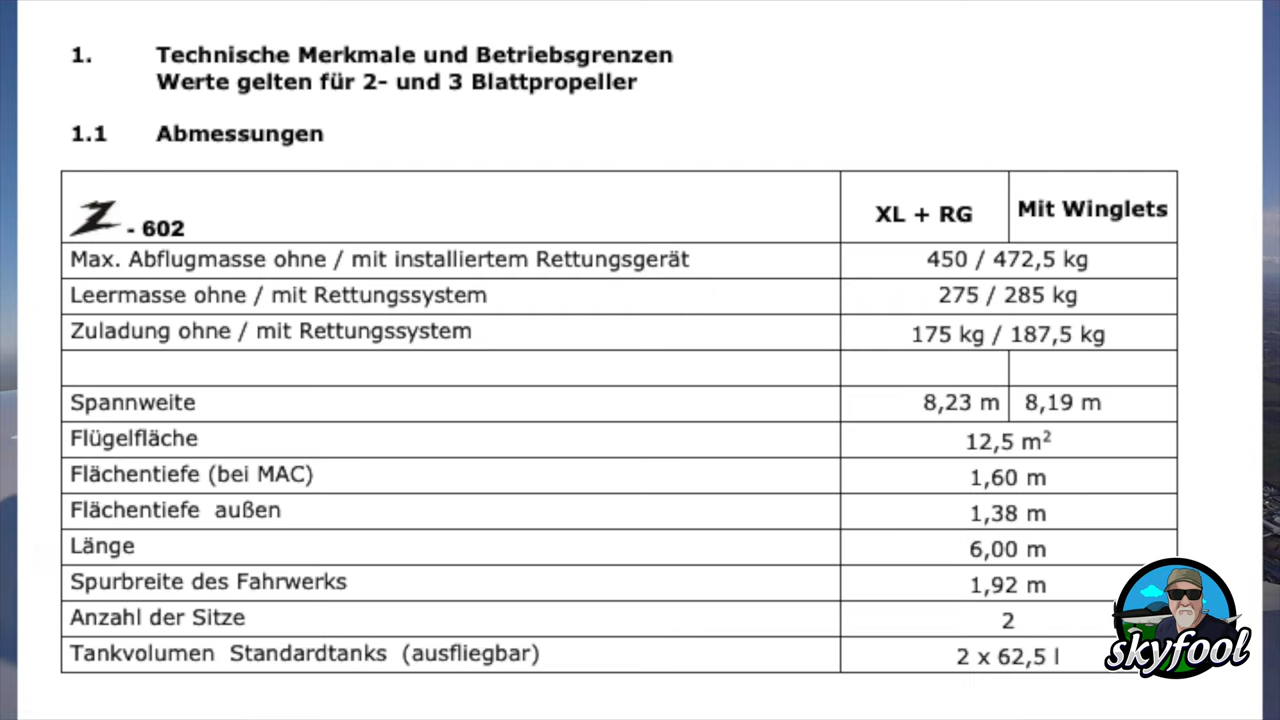 1. Technische Merkmale und Betriebsgrenzen
Werte gelten für 2- und 3 Blattpropeller
1.1 Abmessungen
Z - 602 XL + RG Mit Winglets
Max. Abflugmasse ohne / mit installiertem Rettungsgerät 450 / 472,5 kg
Leermasse ohne / mit Rettungssystem 275 / 285 kg
Zuladung ohne / mit Rettungssystem 175 kg / 187,5 kg
Spannweite 8,23 m 8,19 m
Flügelfläche 12,5 m²
Flächentiefe (bei MAC) 1,60 m
Flächentiefe außen 1,38 m
Länge 6,00 m
Spurbreite des Fahrwerks 1,92 m
Anzahl der Sitze 2
Tankvolumen Standardtanks (ausfliegbar) 2 x 62,5 l
skyfool